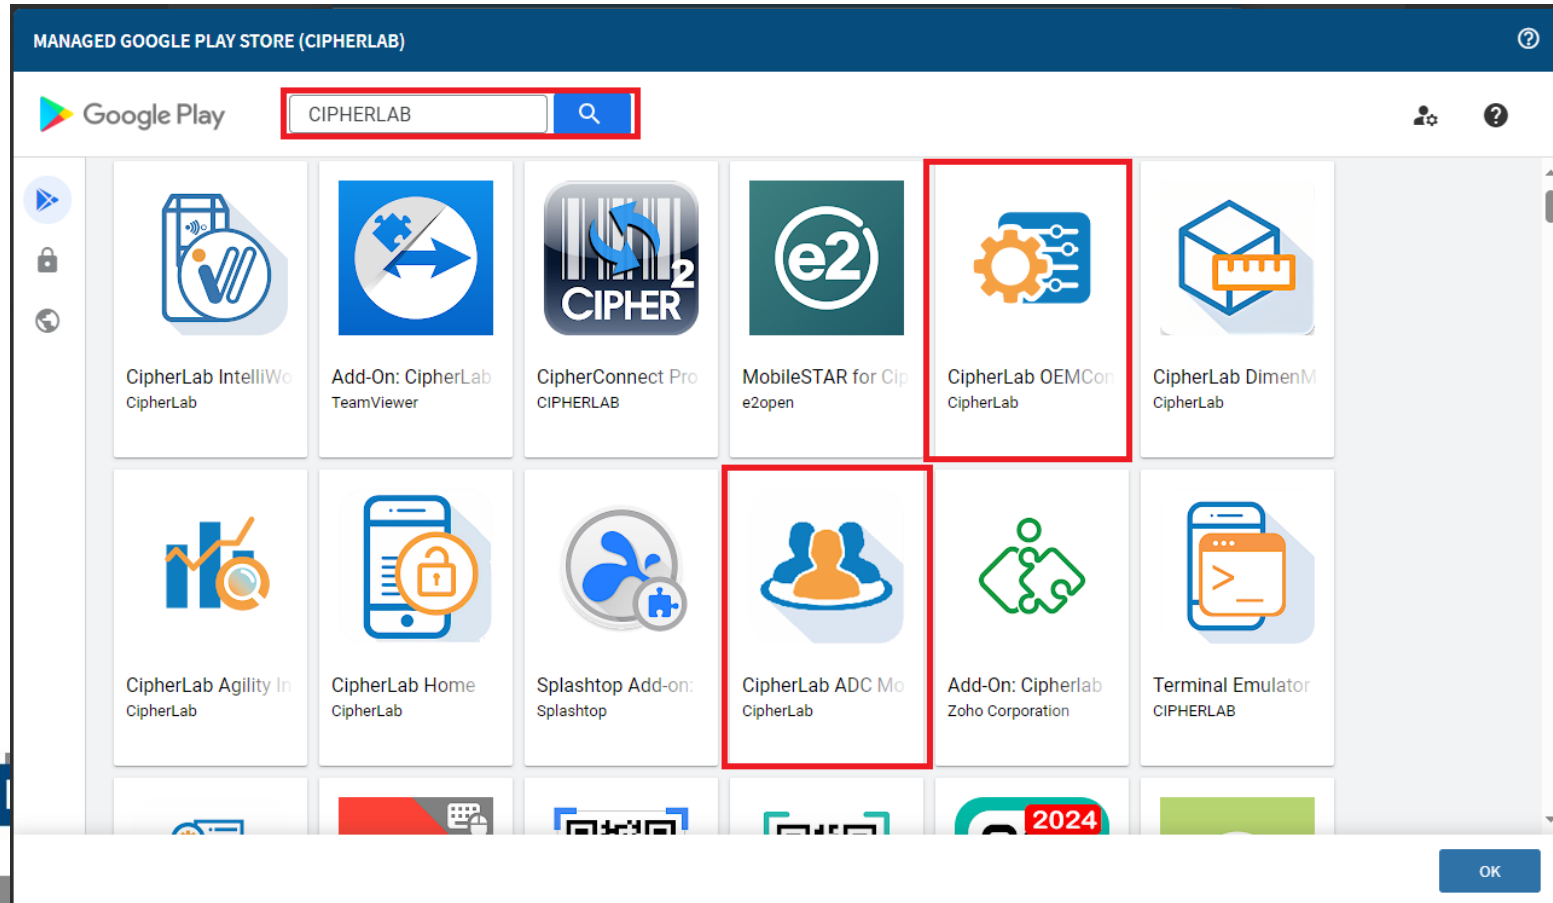 MANAGED GOOGLE PLAY STORE (CIPHERLAB)
Google Play
CIPHERLAB
CIPHER 2
e2
CipherLab IntelliWo
CipherLab
Add-On: CipherLab
TeamViewer
CipherConnect Pro
CIPHERLAB
MobileSTAR for Cip
e2open
CipherLab OEMCon
CipherLab
CipherLab DimenM
CipherLab
CipherLab Agility In
CipherLab
CipherLab Home
CipherLab
Splashtop Add-on:
Splashtop
CipherLab ADC Mo
CipherLab
Add-On: Cipherlab
Zoho Corporation
Terminal Emulator
CIPHERLAB
2024
OK